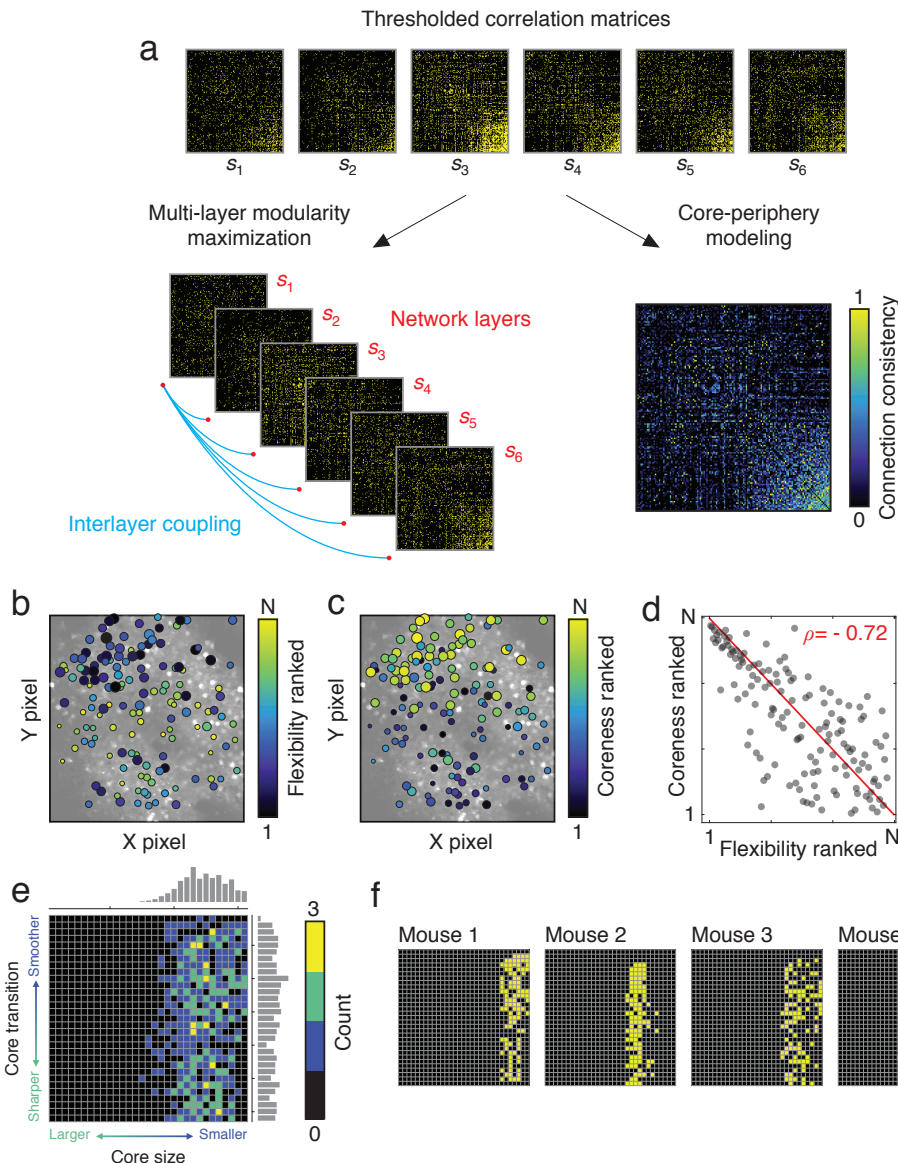 Thresholded correlation matrices
a
s1 s2 s3 s4 s5 s6
Multi-layer modularity
maximization
Core-periphery
modeling
s1
s2
s3
s4
s5
s6
Network layers
Interlayer coupling
1
Connection consistency
0
b
Y pixel
X pixel
N
Flexibility ranked
1
c
Y pixel
X pixel
N
Coreness ranked
1
d
N
Coreness ranked
1
ρ= - 0.72
1 N
Flexibility ranked
e
Core transition
Smoother
Sharper
Larger Smaller
Core size
3
Count
0
f
Mouse 1 Mouse 2 Mouse 3 Mouse